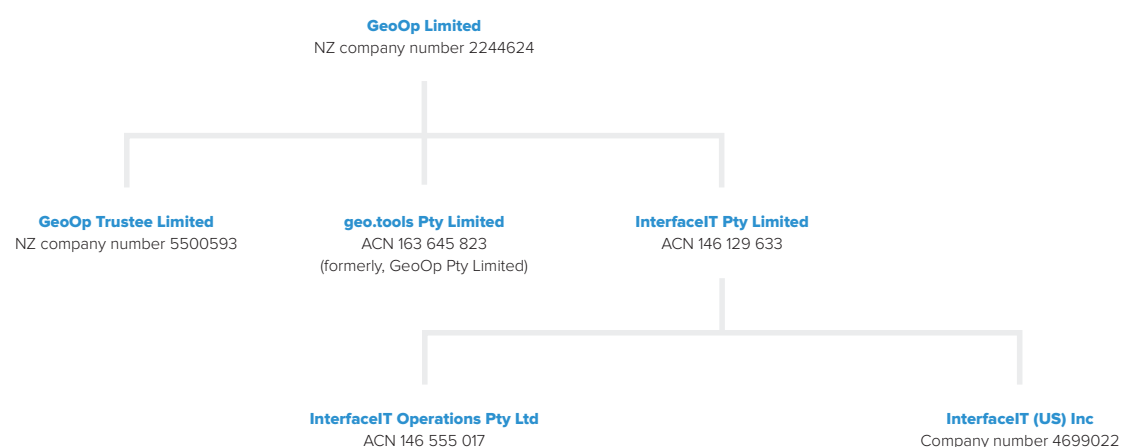 GeoOp Limited
NZ company number 2244624
GeoOp Trustee Limited
NZ company number 5500593
geo.tools Pty Limited
ACN 163 645 823
(formerly, GeoOp Pty Limited)
InterfaceIT Pty Limited
ACN 146 129 633
InterfaceIT Operations Pty Ltd
ACN 146 555 017
InterfaceIT (US) Inc
Company number 4699022